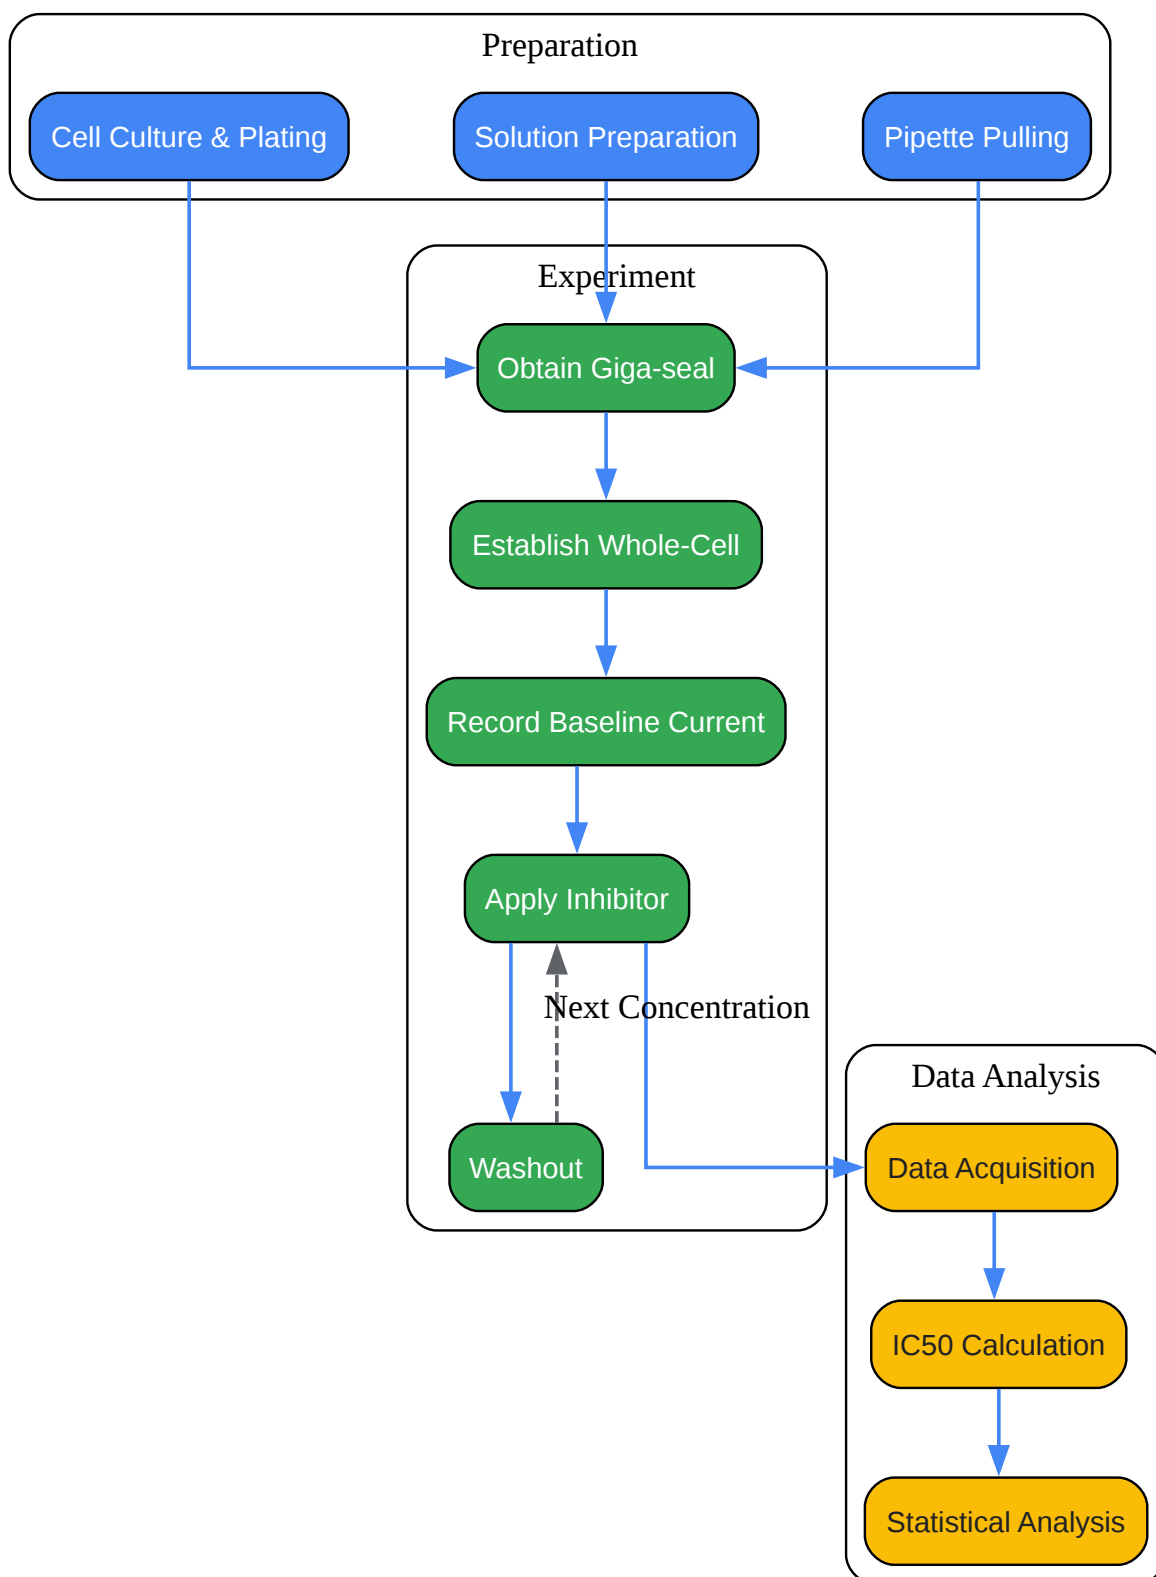 Preparation
Cell Culture & Plating
Solution Preparation
Pipette Pulling
Experiment
Obtain Giga-seal
Establish Whole-Cell
Record Baseline Current
Apply Inhibitor
Next Concentration
Washout
Data Analysis
Data Acquisition
IC50 Calculation
Statistical Analysis